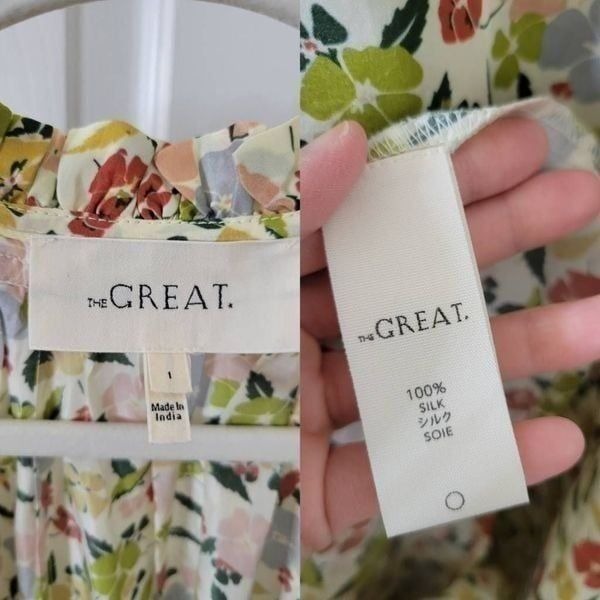 THE GREAT.
1
Made In
India
THE GREAT.
100%
SILK
シルク
SOIE